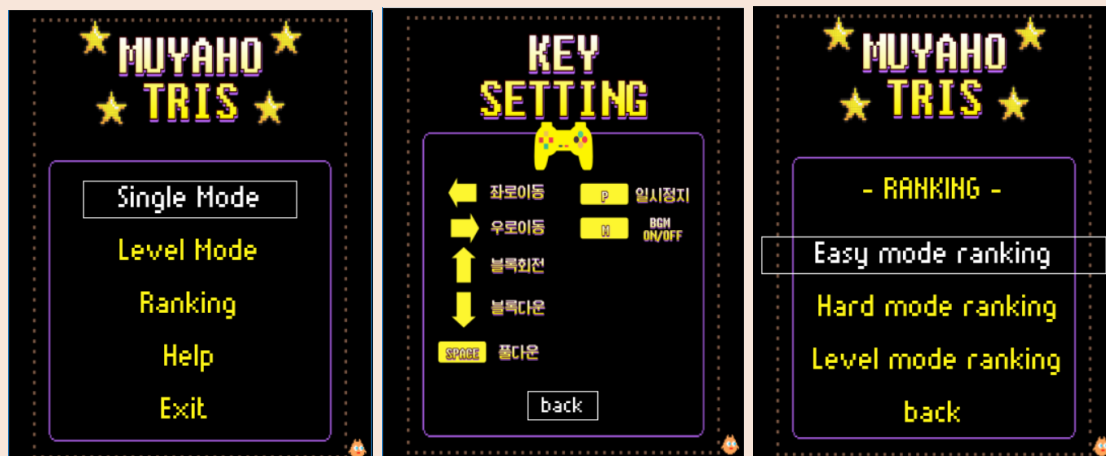 MUYAHO
TRIS
Single Mode
Level Mode
Ranking
Help
Exit
KEY
SETTING
좌로이동
P 일시정지
우로이동
M BGM
ON/OFF
블록회전
블록다운
SPACE 풀다운
back
MUYAHO
TRIS
- RANKING -
Easy mode ranking
Hard mode ranking
Level mode ranking
back